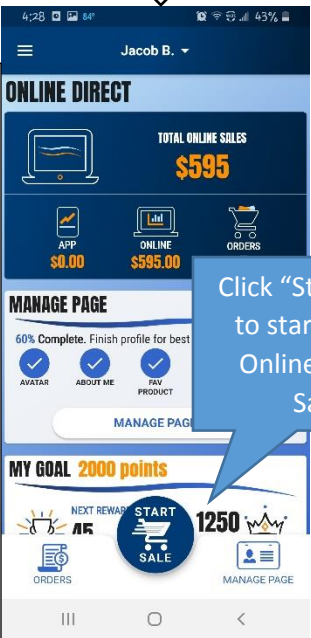 4:28 84° 43%
Jacob B.
ONLINE DIRECT
TOTAL ONLINE SALES
$595
APP
$0.00
ONLINE
$595.00
ORDERS
Click “St
to star
Online
Sa
MANAGE PAGE
60% Complete. Finish profile for best
AVATAR
ABOUT ME
FAV
PRODUCT
MANAGE PAG
MY GOAL 2000 points
NEXT REWAR
45
START
SALE
1250
ORDERS
MANAGE PAGE